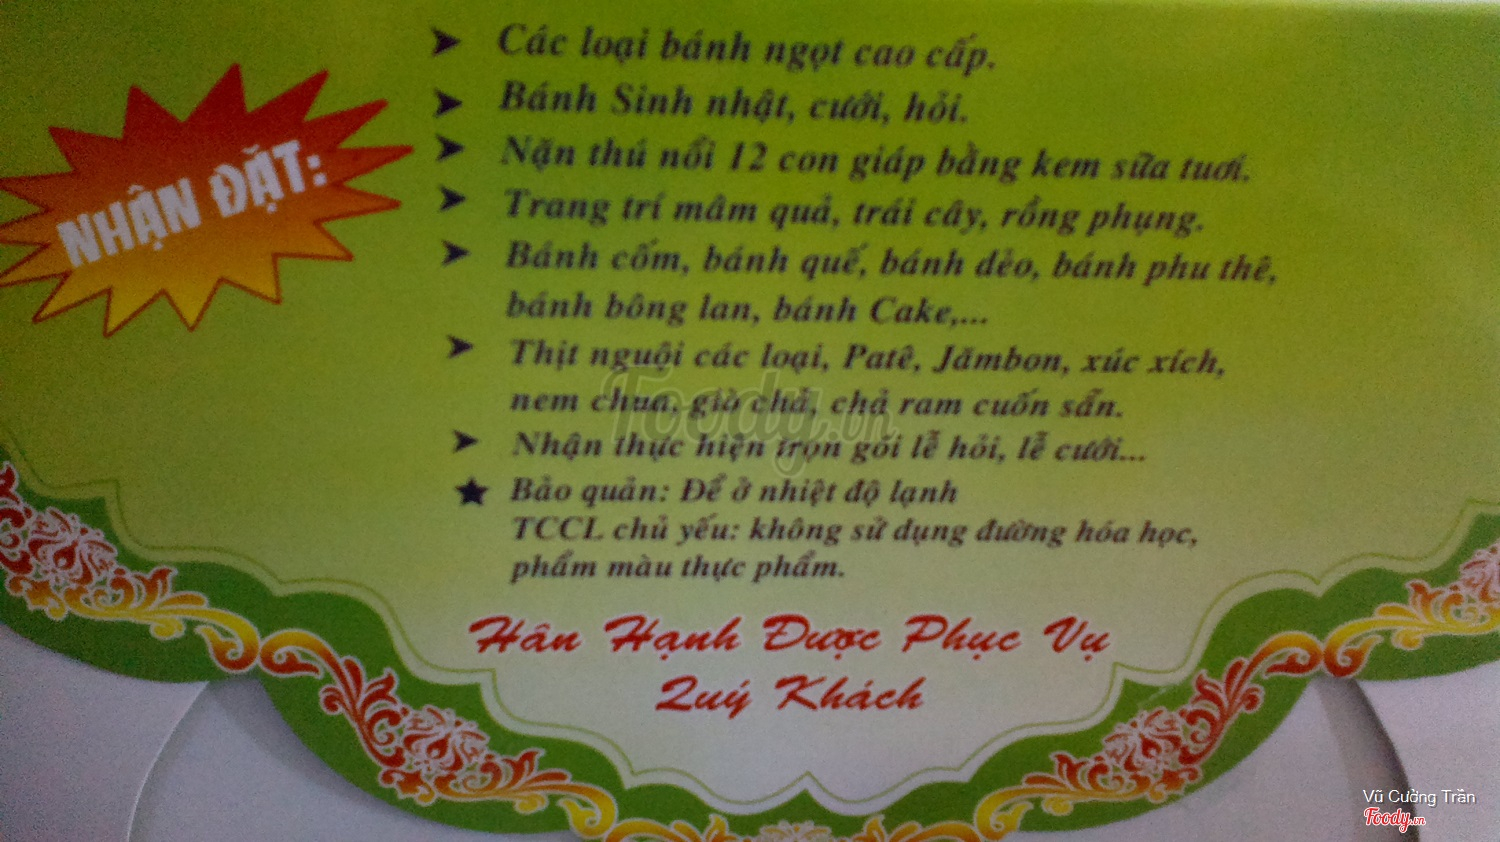 Các loại bánh ngọt cao cấp.
Bánh Sinh nhật, cưới, hỏi.
Nặn thú nổi 12 con giáp bằng kem sữa tuơi.
NHẬN ĐẶT:
Trang trí mâm quả, trái cây, rồng phụng.
Bánh cốm, bánh quế, bánh dẻo, bánh phu thê,
bánh bông lan, bánh Cake,...
Thịt nguội các loại, Patê, Jămbon, xúc xích,
nem chua, giò chả, chả ram cuốn sẵn.
Nhận thực hiện trọn gói lễ hỏi, lễ cưới...
Bảo quản: Để ở nhiệt độ lạnh
TCCL chủ yếu: không sử dụng đường hóa học,
phẩm màu thực phẩm.
Hân Hạnh Được Phục Vụ
Quý Khách
Foody.vn
Vũ Cường Trần
Foody.vn